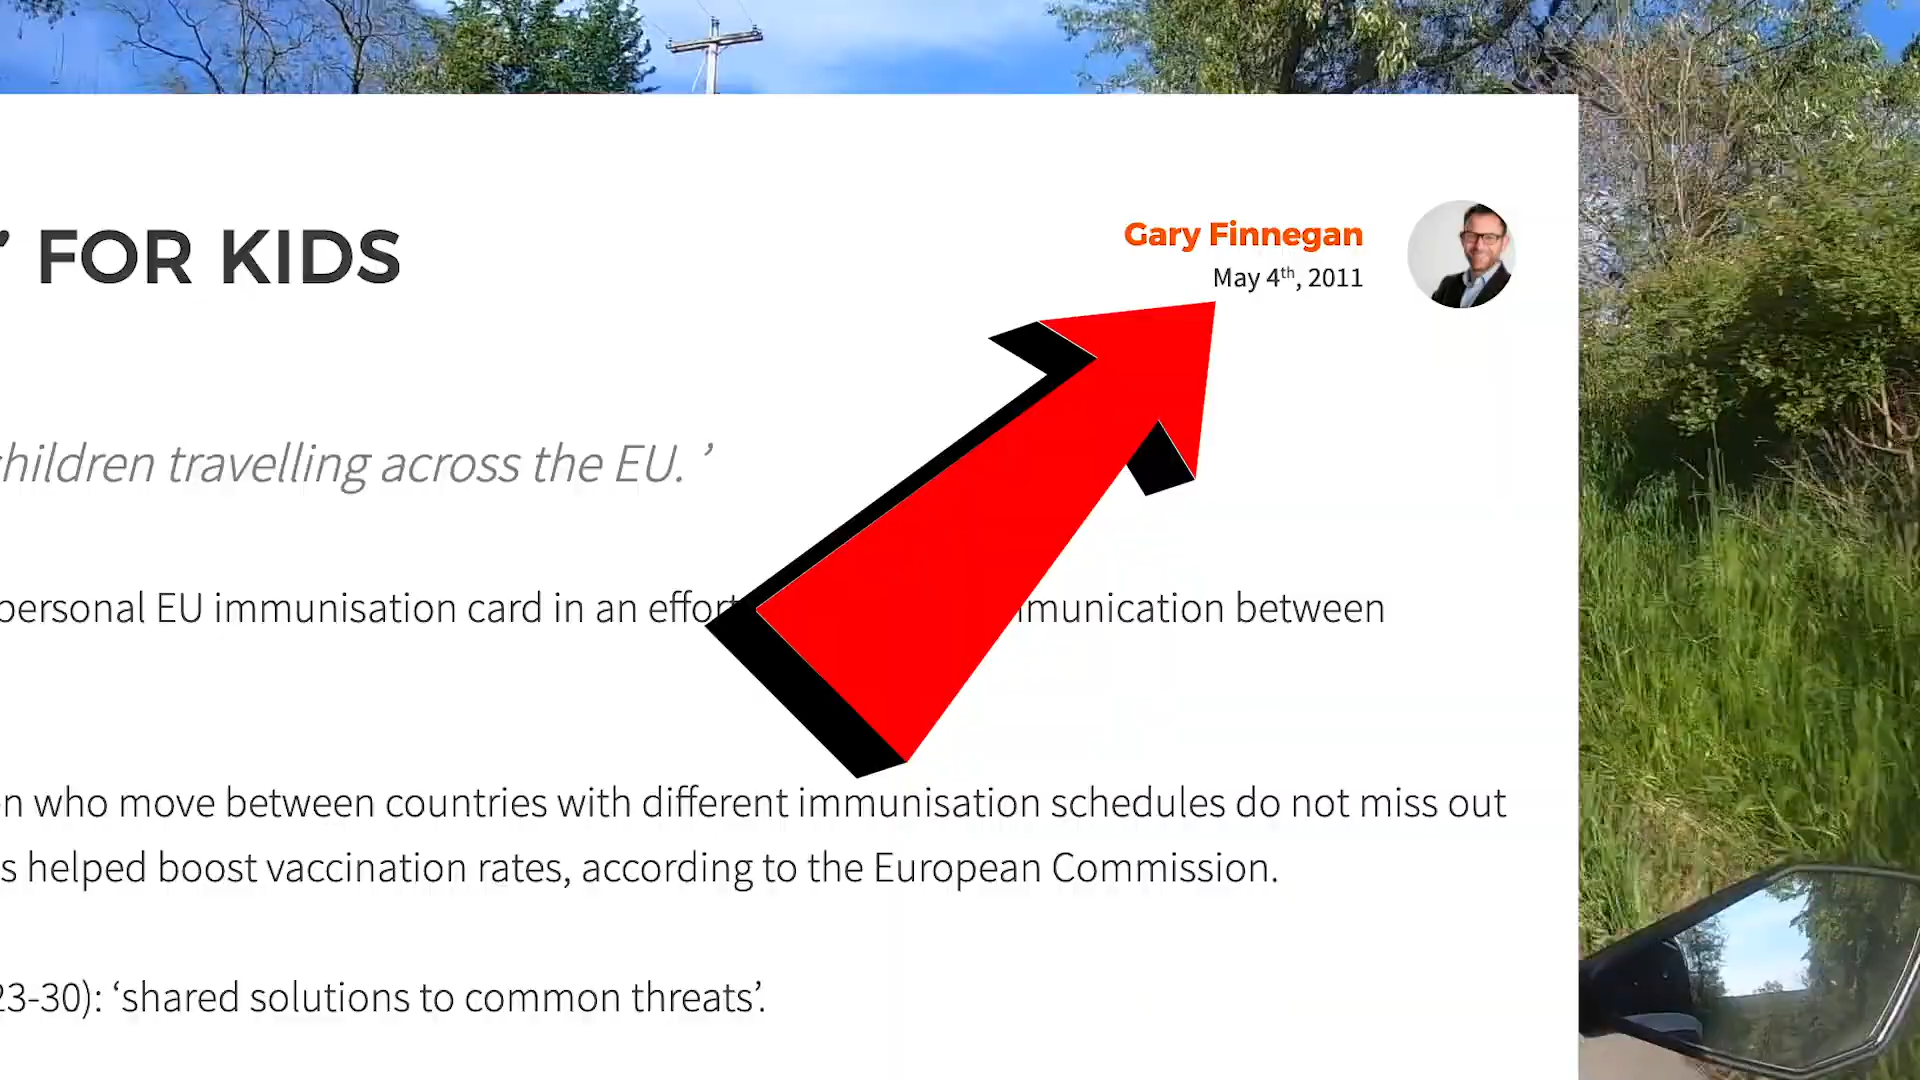 ’ FOR KIDS
Gary Finnegan
May 4th, 2011
children travelling across the EU. ’
personal EU immunisation card in an effort munication between
n who move between countries with different immunisation schedules do not miss out
s helped boost vaccination rates, according to the European Commission.
23-30): ‘shared solutions to common threats’.